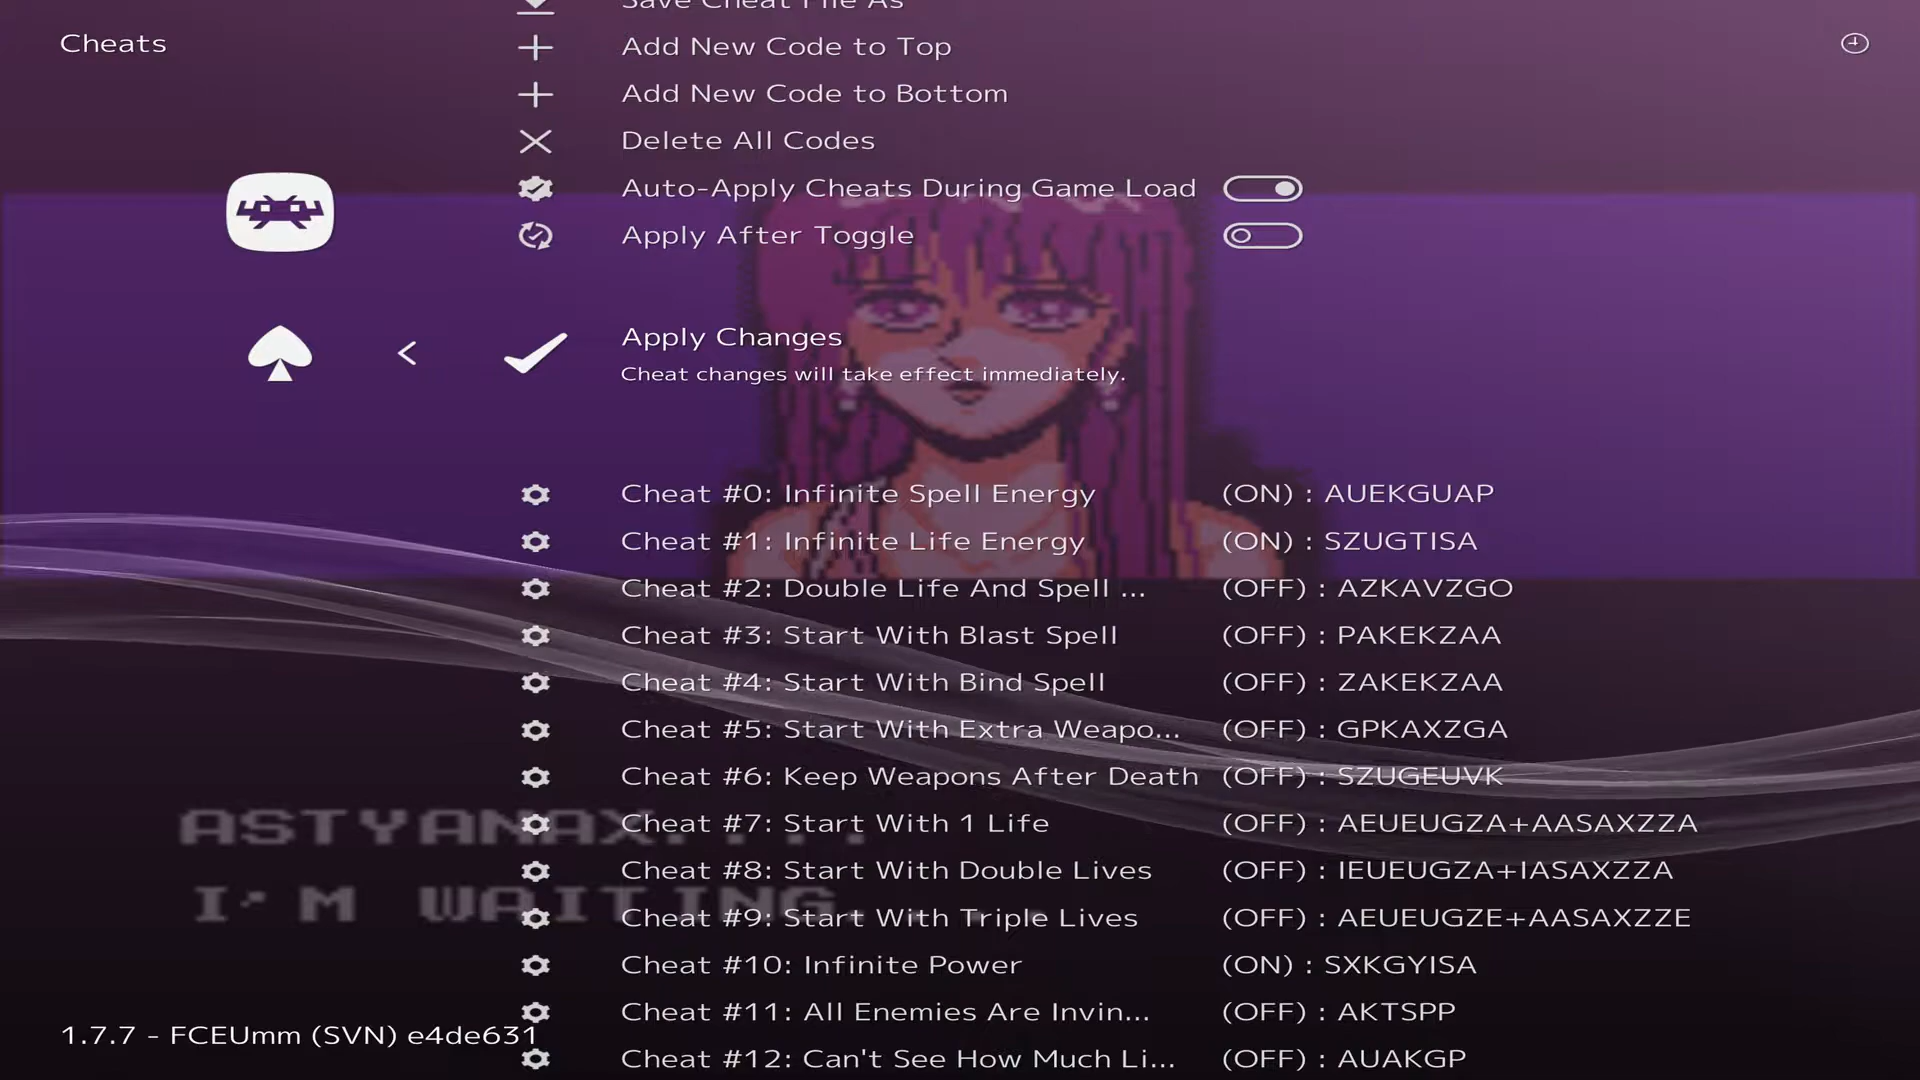 Save Cheat File As
Cheats
Add New Code to Top
Add New Code to Bottom
Delete All Codes
Auto-Apply Cheats During Game Load
Apply After Toggle
Apply Changes
Cheat changes will take effect immediately.
Cheat #0: Infinite Spell Energy (ON) : AUEKGUAP
Cheat #1: Infinite Life Energy (ON) : SZUGTISA
Cheat #2: Double Life And Spell ... (OFF) : AZKAVZGO
Cheat #3: Start With Blast Spell (OFF) : PAKEKZAA
Cheat #4: Start With Bind Spell (OFF) : ZAKEKZAA
Cheat #5: Start With Extra Weapo... (OFF) : GPKAXZGA
Cheat #6: Keep Weapons After Death (OFF) : SZUGEUVK
Cheat #7: Start With 1 Life (OFF) : AEUEUGZA+AASAXZZA
Cheat #8: Start With Double Lives (OFF) : IEUEUGZA+IASAXZZA
Cheat #9: Start With Triple Lives (OFF) : AEUEUGZE+AASAXZZE
Cheat #10: Infinite Power (ON) : SXKGYISA
Cheat #11: All Enemies Are Invin... (OFF) : AKTSPP
Cheat #12: Can't See How Much Li... (OFF) : AUAKGP
ASTYANAX....
I'M WAITING....
1.7.7 - FCEUmm (SVN) e4de631